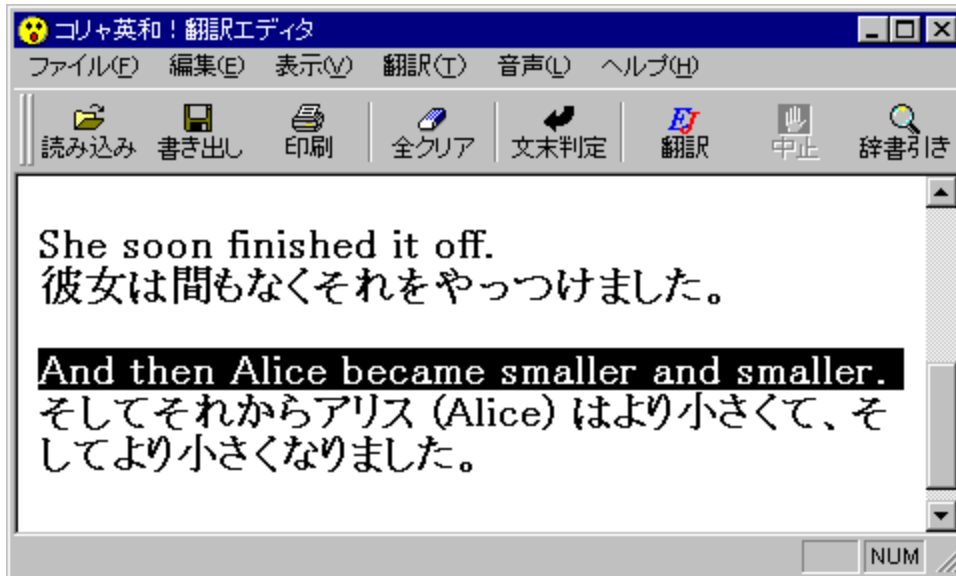 コリャ英和！翻訳エディタ
ファイル(F) 編集(E) 表示(V) 翻訳(T) 音声(L) ヘルプ(H)
読み込み 書き出し 印刷 全クリア 文末判定 EJ 翻訳 中止 辞書引き
She soon finished it off.
彼女は間もなくそれをやっつけました。
And then Alice became smaller and smaller.
そしてそれからアリス (Alice) はより小さくて、そ
してより小さくなりました。
NUM